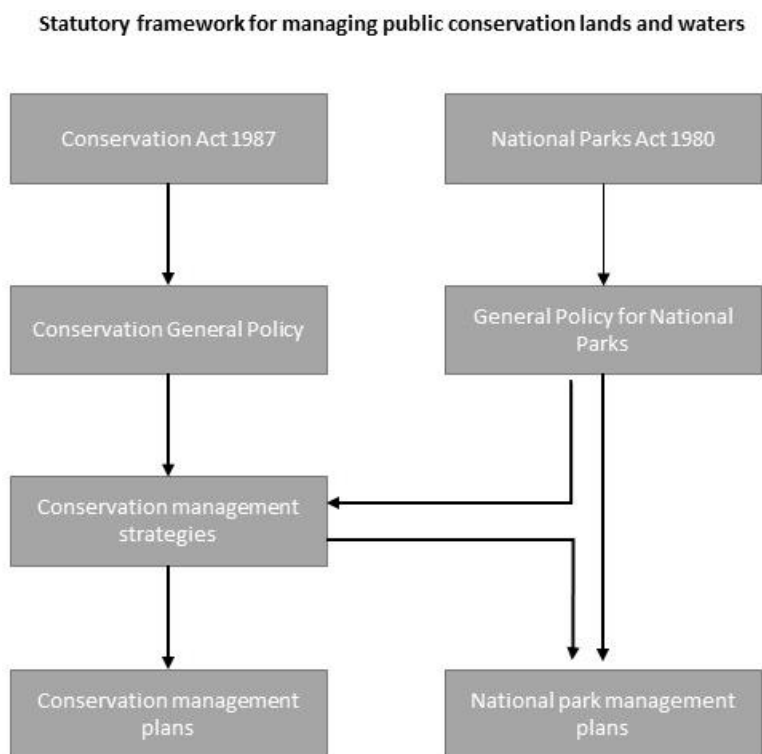 Statutory framework for managing public conservation lands and waters
Conservation Act 1987
National Parks Act 1980
Conservation General Policy
General Policy for National
Parks
Conservation management
strategies
Conservation management
plans
National park management
plans